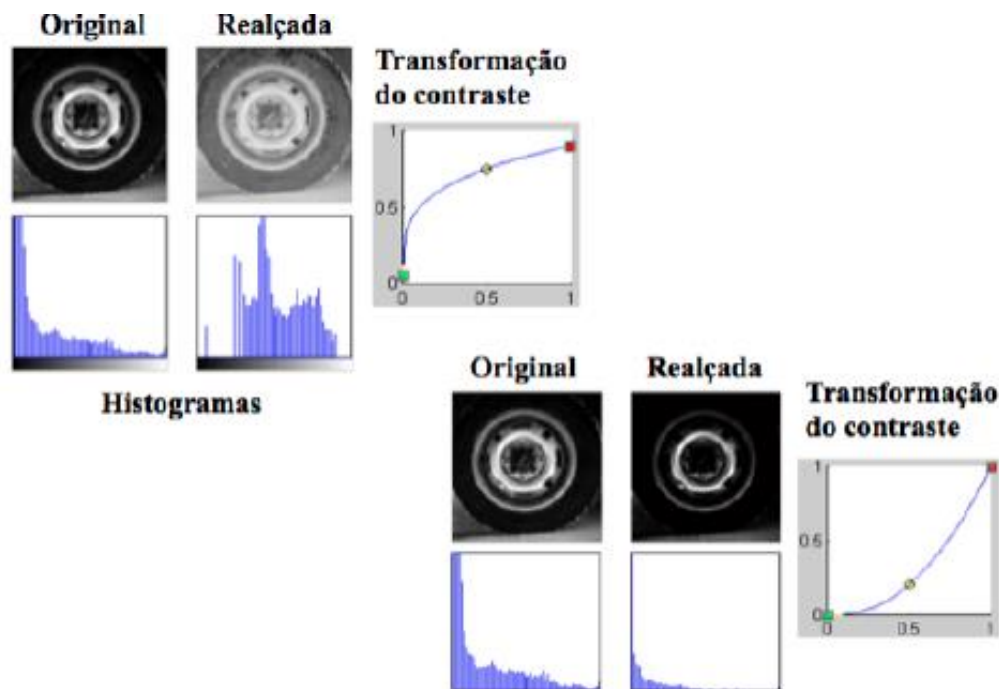 Original Realçada
Transformação
do contraste
1
0.5
0
0 0.5 1
Histogramas
Original Realçada
Transformação
do contraste
1
0.5
0
0 0.5 1